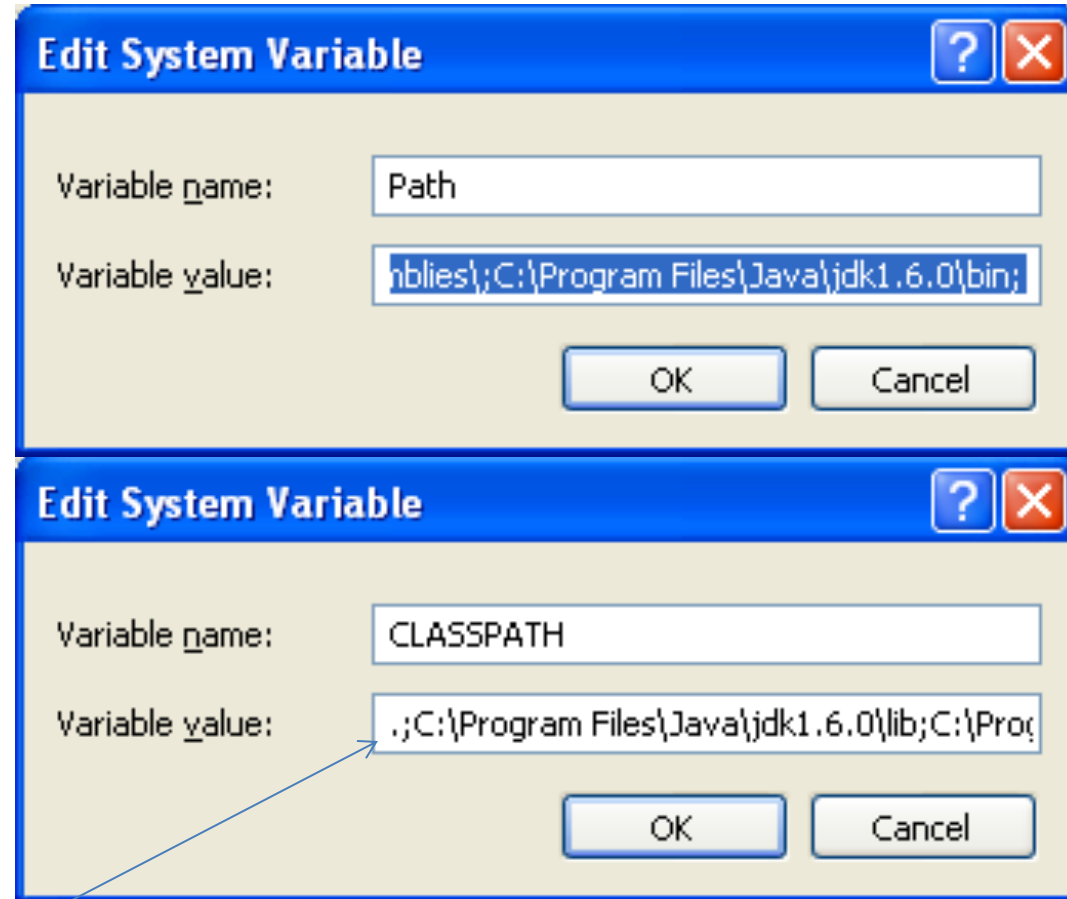 Edit System Variable
Variable name: Path
Variable value: nblies\;C:\Program Files\Java\jdk1.6.0\bin;
OK Cancel
Edit System Variable
Variable name: CLASSPATH
Variable value: .;C:\Program Files\Java\jdk1.6.0\lib;C:\Prog
OK Cancel